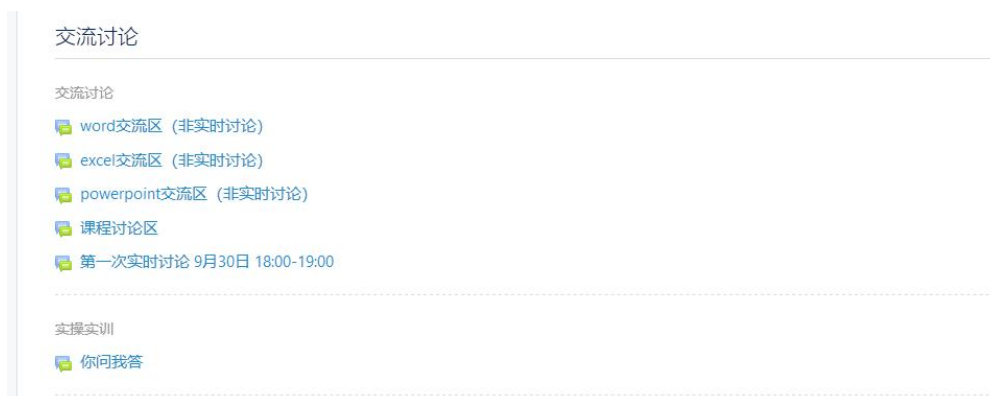 交流讨论
交流讨论
word交流区（非实时讨论）
excel交流区（非实时讨论）
powerpoint交流区（非实时讨论）
课程讨论区
第一次实时讨论 9月30日 18:00-19:00
实操实训
你问我答